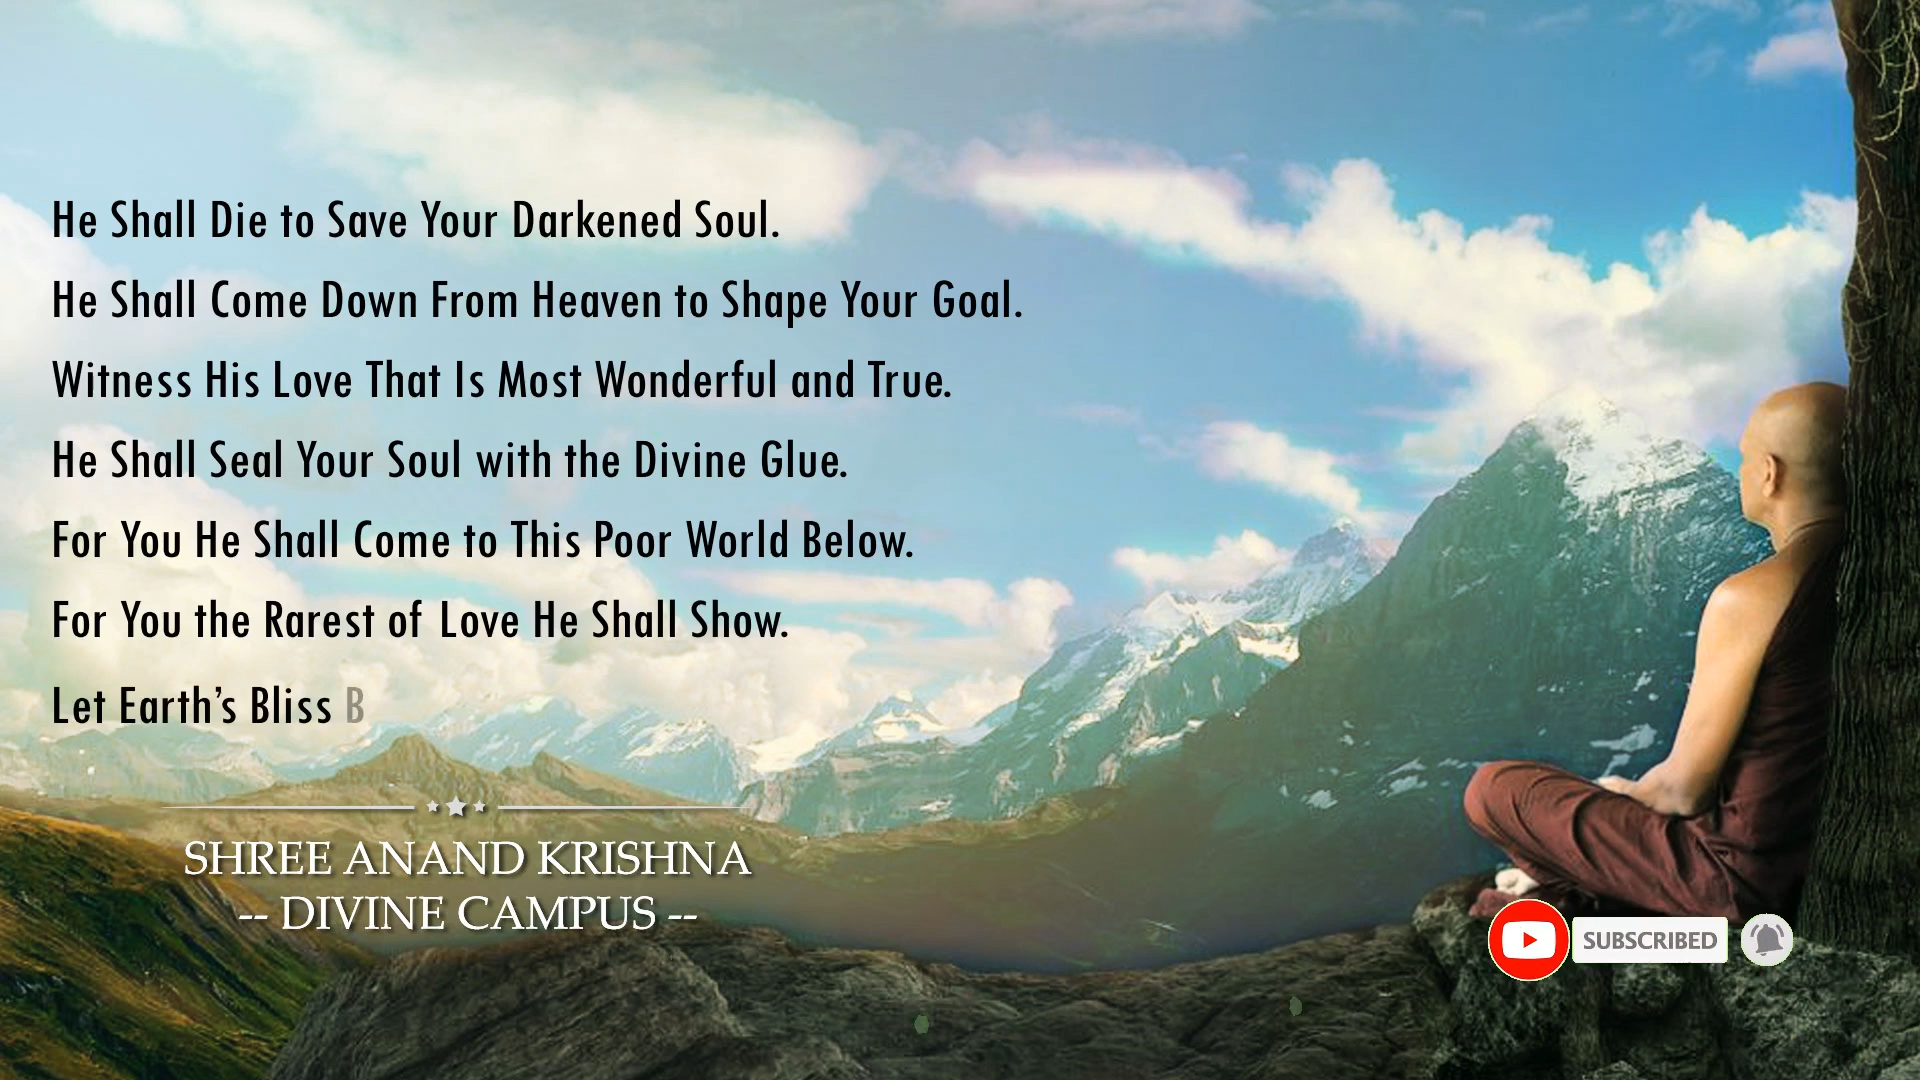 He Shall Die to Save Your Darkened Soul.
He Shall Come Down From Heaven to Shape Your Goal.
Witness His Love That Is Most Wonderful and True.
He Shall Seal Your Soul with the Divine Glue.
For You He Shall Come to This Poor World Below.
For You the Rarest of Love He Shall Show.
Let Earth’s Bliss B
SHREE ANAND KRISHNA
-- DIVINE CAMPUS --
SUBSCRIBED